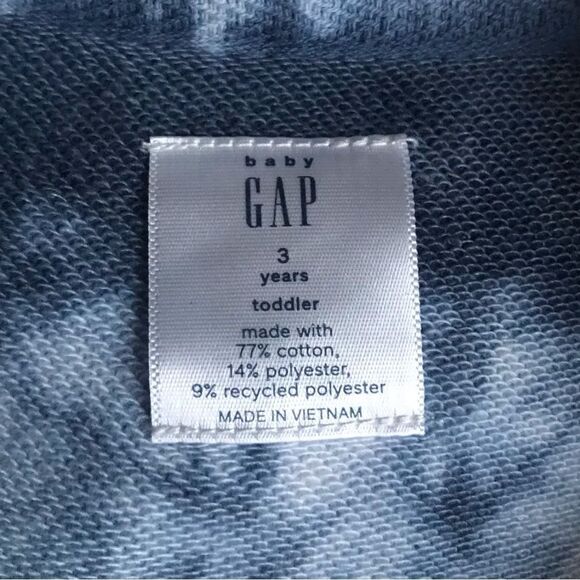 baby
GAP
3
years
toddler
made with
77% cotton,
14% polyester,
9% recycled polyester
MADE IN VIETNAM